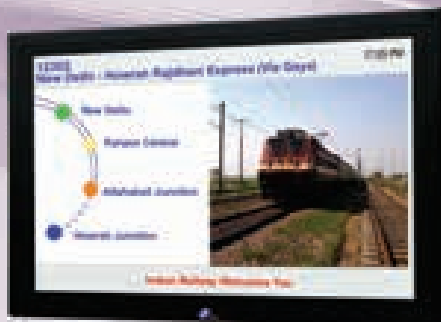 New Delhi - Howrah Rajdhani Express (Via Gaya)
New Delhi
Kanpur Central
Allahabad Junction
Howrah Junction
Indian Railway Welcomes You